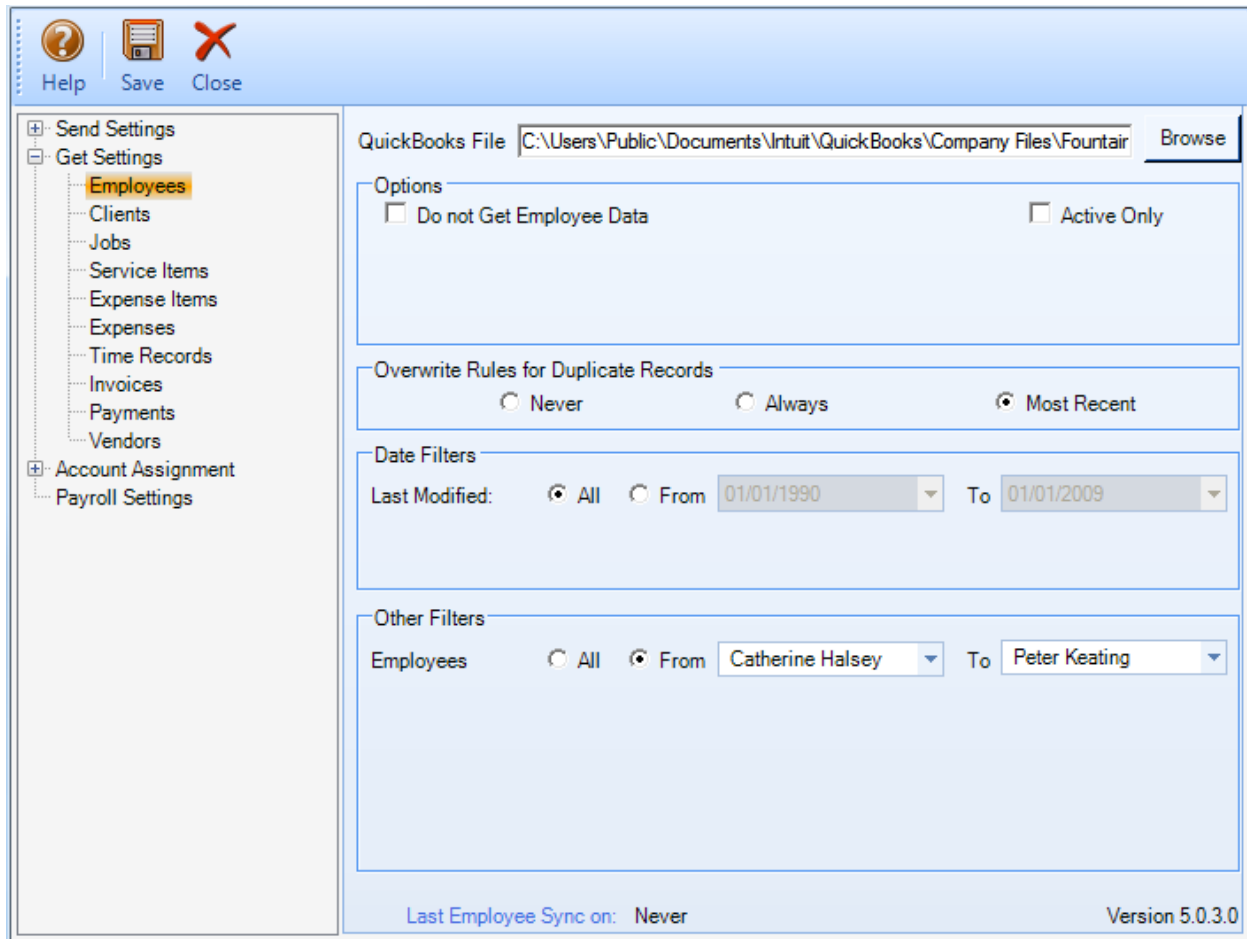 Help Save Close
Send Settings
Get Settings
Employees
Clients
Jobs
Service Items
Expense Items
Expenses
Time Records
Invoices
Payments
Vendors
Account Assignment
Payroll Settings
QuickBooks File C:\Users\Public\Documents\Intuit\QuickBooks\Company Files\Fountair Browse
Options
Do not Get Employee Data Active Only
Overwrite Rules for Duplicate Records
Never Always Most Recent
Date Filters
Last Modified: All From 01/01/1990 To 01/01/2009
Other Filters
Employees All From Catherine Halsey To Peter Keating
Last Employee Sync on: Never Version 5.0.3.0